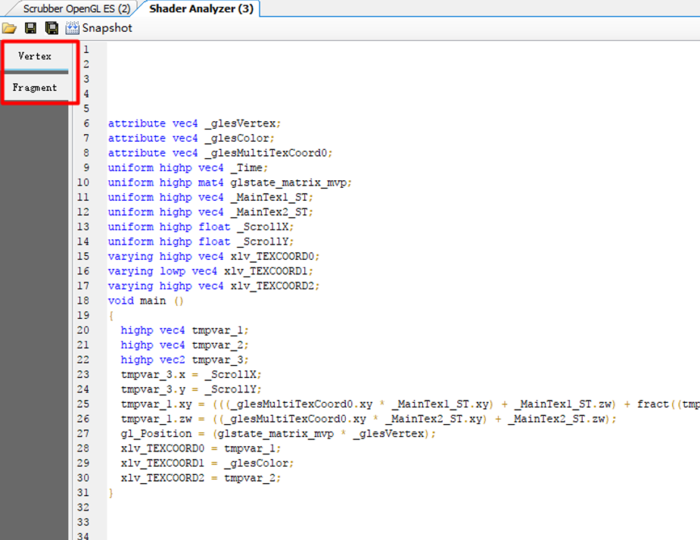 Scrubber OpenGL ES (2) Shader Analyzer (3)
Snapshot
Vertex
Fragment
1
2
3
4
5
6 attribute vec4 _glesVertex;
7 attribute vec4 _glesColor;
8 attribute vec4 _glesMultiTexCoord0;
9 uniform highp vec4 _Time;
10 uniform highp mat4 glstate_matrix_mvp;
11 uniform highp vec4 _MainTex1_ST;
12 uniform highp vec4 _MainTex2_ST;
13 uniform highp float _ScrollX;
14 uniform highp float _ScrollY;
15 varying highp vec4 xlv_TEXCOORD0;
16 varying lowp vec4 xlv_TEXCOORD1;
17 varying highp vec4 xlv_TEXCOORD2;
18 void main ()
19 {
20 highp vec4 tmpvar_1;
21 highp vec4 tmpvar_2;
22 highp vec2 tmpvar_3;
23 tmpvar_3.x = _ScrollX;
24 tmpvar_3.y = _ScrollY;
25 tmpvar_1.xy = (((_glesMultiTexCoord0.xy * _MainTex1_ST.xy) + _MainTex1_ST.zw) + fract((tmp
26 tmpvar_1.zw = ((_glesMultiTexCoord0.xy * _MainTex2_ST.xy) + _MainTex2_ST.zw);
27 gl_Position = (glstate_matrix_mvp * _glesVertex);
28 xlv_TEXCOORD0 = tmpvar_1;
29 xlv_TEXCOORD1 = _glesColor;
30 xlv_TEXCOORD2 = tmpvar_2;
31 }
32
33
34